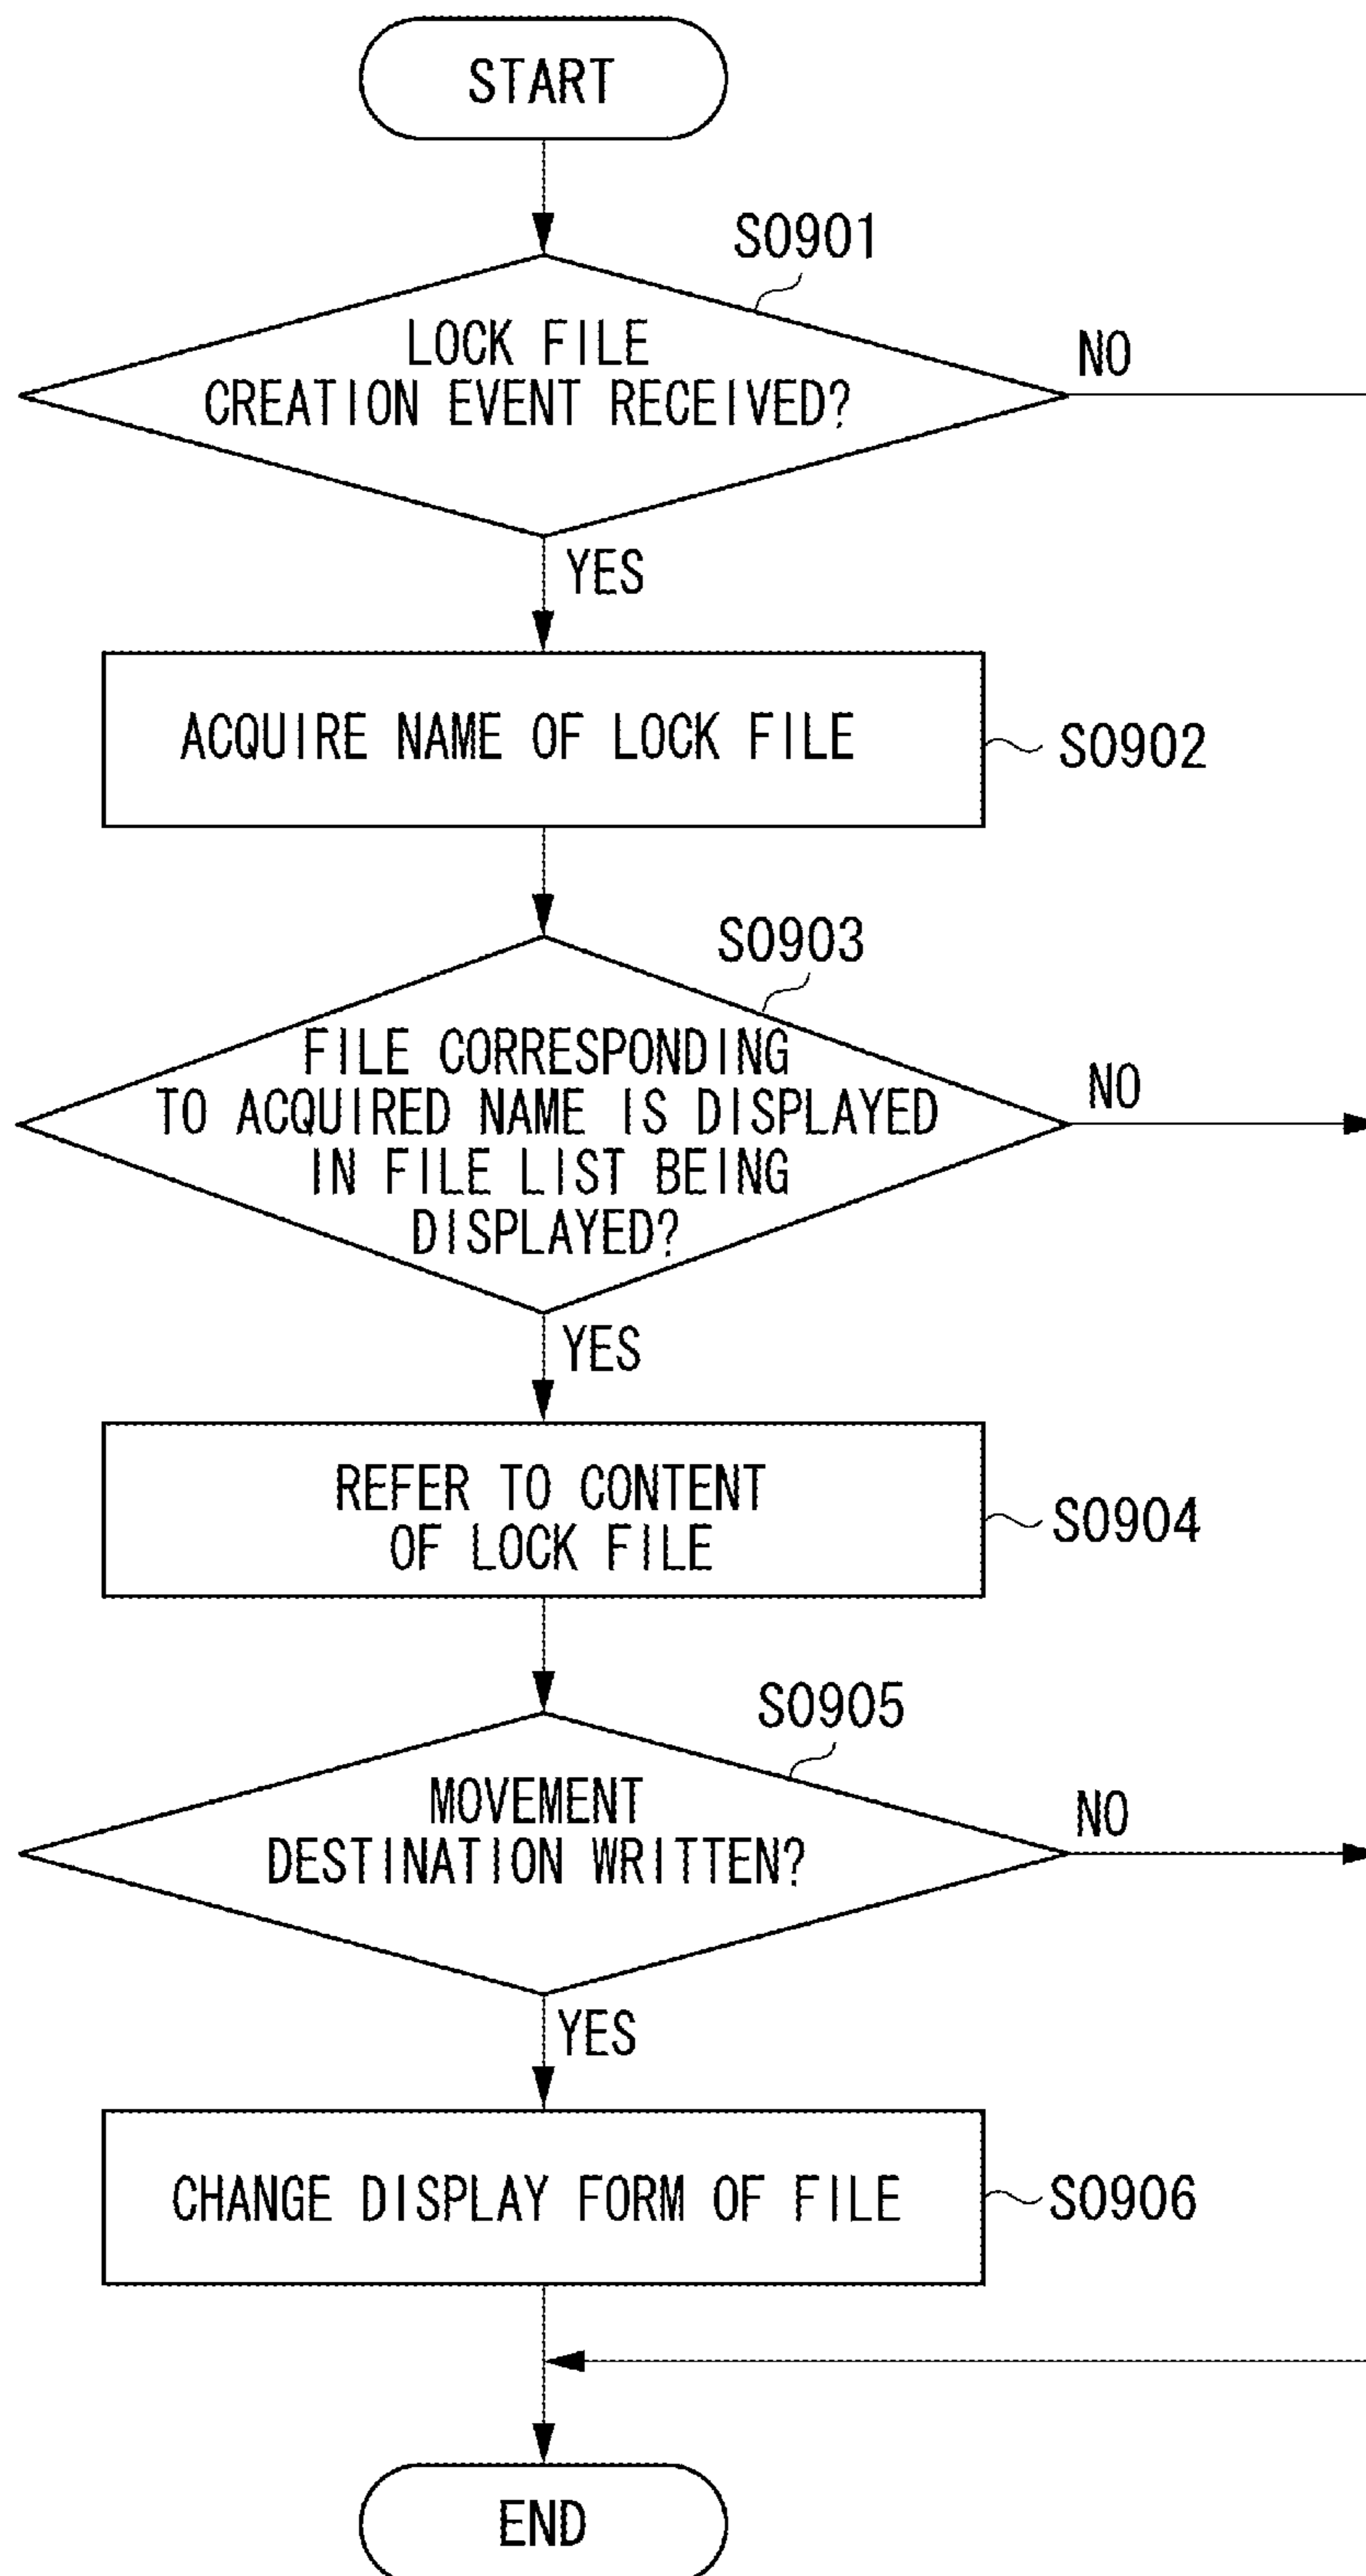 START
S0901
LOCK FILE
CREATION EVENT RECEIVED?
NO
YES
ACQUIRE NAME OF LOCK FILE
S0902
S0903
FILE CORRESPONDING
TO ACQUIRED NAME IS DISPLAYED
IN FILE LIST BEING
DISPLAYED?
NO
YES
REFER TO CONTENT
OF LOCK FILE
S0904
S0905
MOVEMENT
DESTINATION WRITTEN?
NO
YES
CHANGE DISPLAY FORM OF FILE
S0906
END